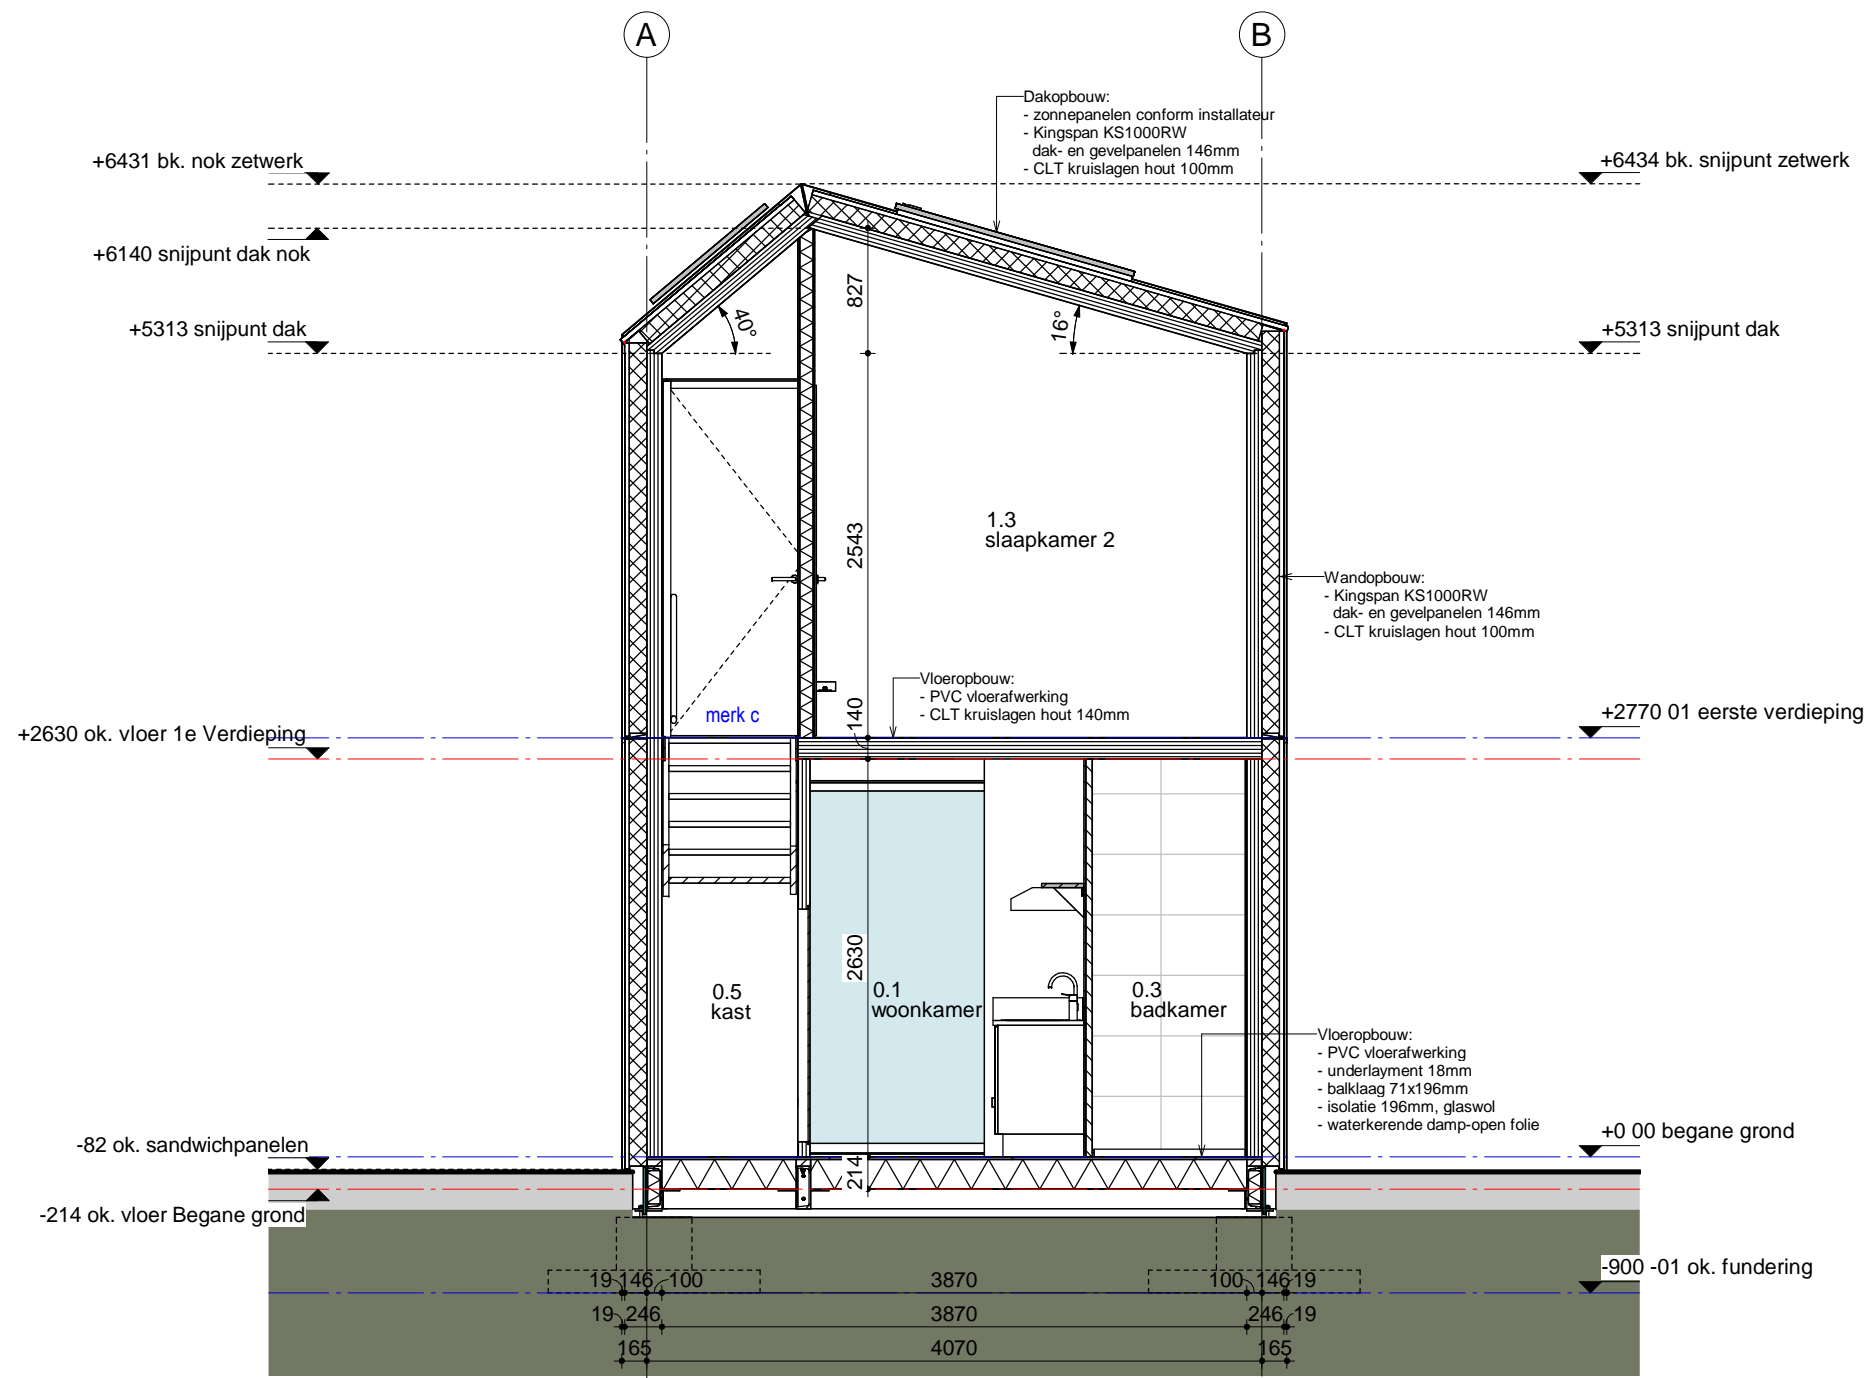 A
B
Dakopbouw:
- zonnepanelen conform installateur
- Kingspan KS1000RW
dak- en gevelpanelen 146mm
- CLT kruislagen hout 100mm
+6431 bk. nok zetwerk
+6434 bk. snijpunt zetwerk
+6140 snijpunt dak nok
827
40°
16°
+5313 snijpunt dak
+5313 snijpunt dak
2543
1.3
slaapkamer 2
Wandopbouw:
- Kingspan KS1000RW
dak- en gevelpanelen 146mm
- CLT kruislagen hout 100mm
Vloeropbouw:
- PVC vloerafwerking
- CLT kruislagen hout 140mm
merk c
140
+2630 ok. vloer 1e Verdieping
+2770 01 eerste verdieping
2630
0.5
kast
0.1
woonkamer
0.3
badkamer
Vloeropbouw:
- PVC vloerafwerking
- underlayment 18mm
- balklaag 71x196mm
- isolatie 196mm, glaswol
- waterkerende damp-open folie
-82 ok. sandwichpanelen
+0 00 begane grond
214
-214 ok. vloer Begane grond
-900 -01 ok. fundering
19 146 100 3870 100 146 19
19 246 3870 246 19
165 4070 165